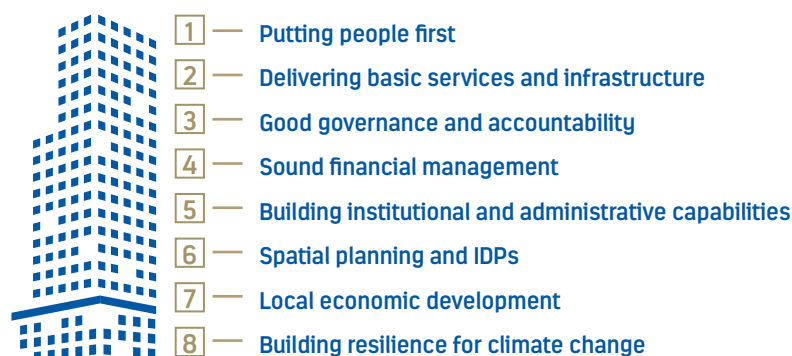 1 — Putting people first
2 — Delivering basic services and infrastructure
3 — Good governance and accountability
4 — Sound financial management
5 — Building institutional and administrative capabilities
6 — Spatial planning and IDPs
7 — Local economic development
8 — Building resilience for climate change